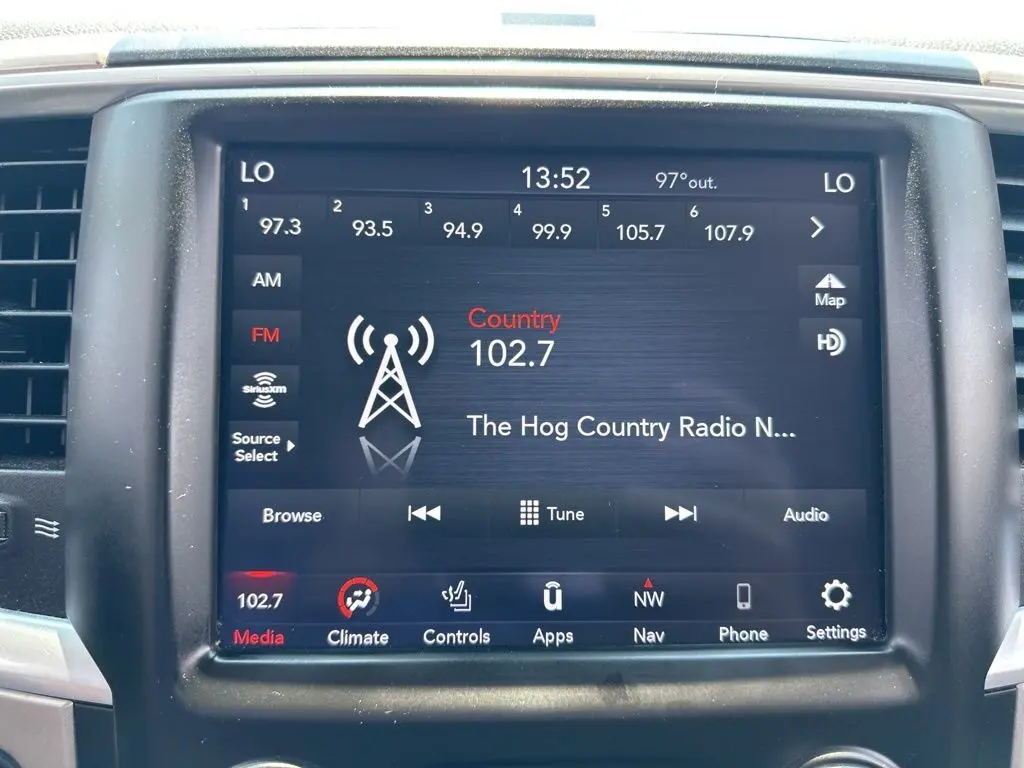 LO 13:52 97°out. LO
1 97.3 2 93.5 3 94.9 4 99.9 5 105.7 6 107.9
AM
Map
FM
Country
HD
102.7
SiriusXM
The Hog Country Radio N...
Source
Select
Browse Tune Audio
102.7 NW
Media Climate Controls Apps Nav Phone Settings